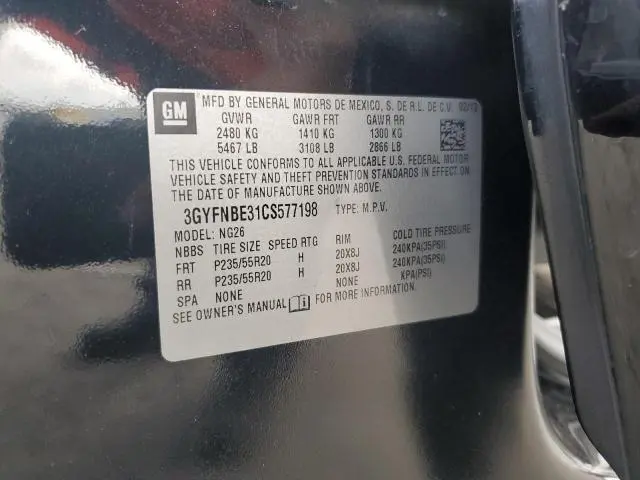 GM MFD BY GENERAL MOTORS DE MEXICO, S. DE R.L. DE C.V. 02/12
GVWR GAWR FRT GAWR RR
2480 KG 1410 KG 1300 KG
5467 LB 3108 LB 2866 LB
THIS VEHICLE CONFORMS TO ALL APPLICABLE U.S. FEDERAL MOTOR
VEHICLE SAFETY AND THEFT PREVENTION STANDARDS IN EFFECT ON
THE DATE OF MANUFACTURE SHOWN ABOVE.
3GYFNBE31CS577198 TYPE: M.P.V.
MODEL: NG26
NBBS TIRE SIZE SPEED RTG RIM COLD TIRE PRESSURE
FRT P235/55R20 H 20X8J 240KPA(35PSI)
RR P235/55R20 H 20X8J 240KPA(35PSI)
SPA NONE NONE KPA(PSI)
SEE OWNER'S MANUAL FOR MORE INFORMATION.